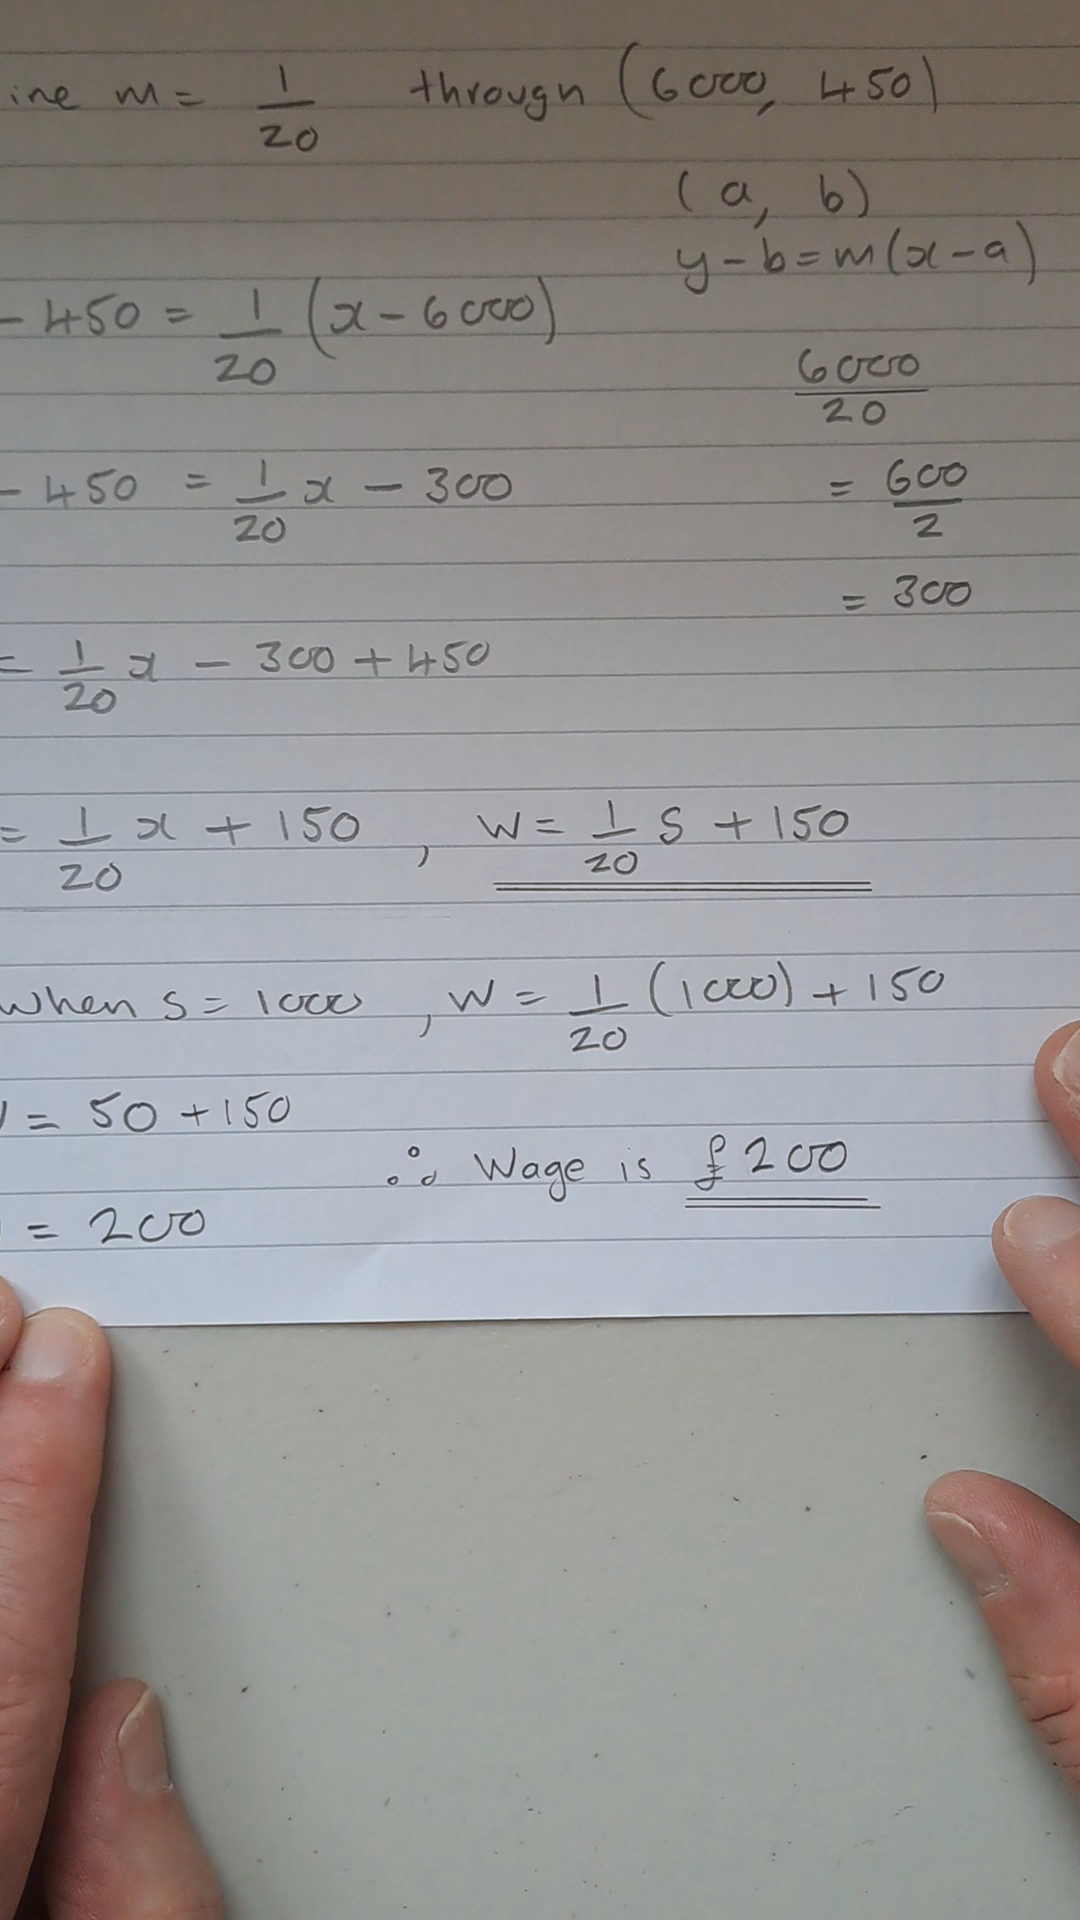 ine m = 1/20 through (6000, 450)
(a, b)
y - b = m(x - a)
- 450 = 1/20 (x - 6000)
6000/20
- 450 = 1/20 x - 300
= 600/2
= 300
= 1/20 x - 300 + 450
= 1/20 x + 150 , W = 1/20 S + 150
when S = 1000 , W = 1/20 (1000) + 150
= 50 + 150
∴ Wage is £200
= 200